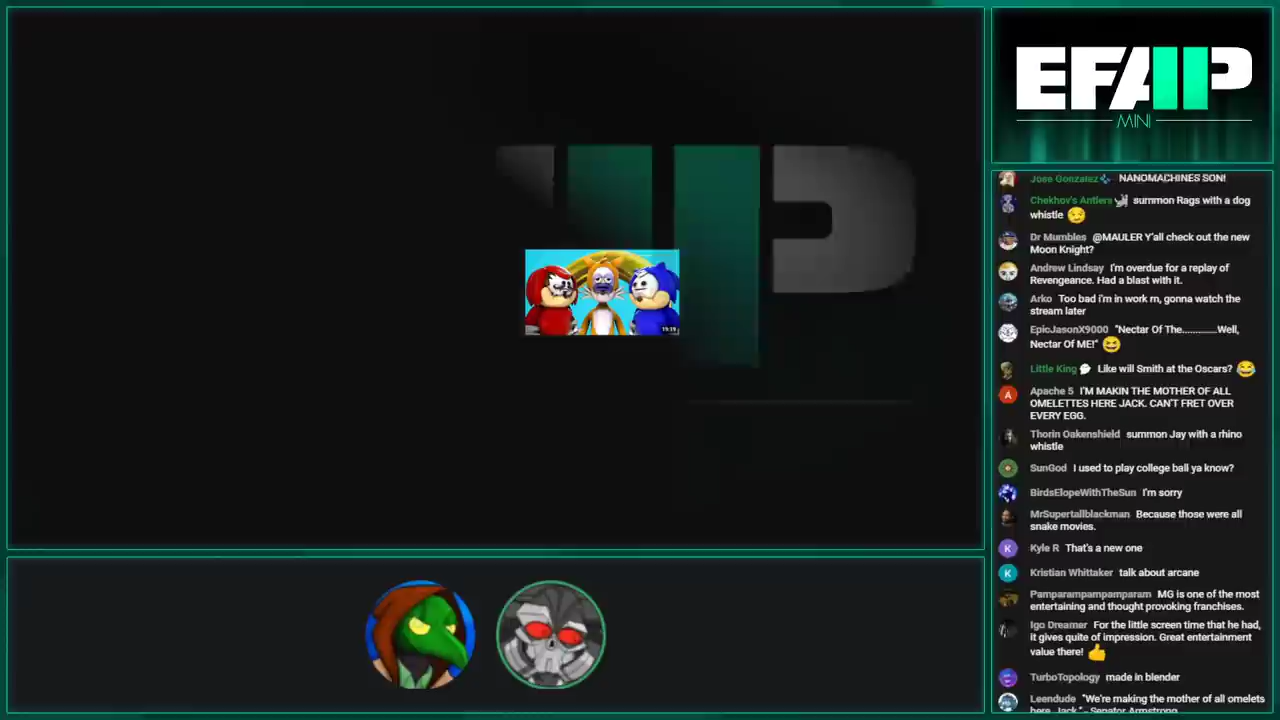 EFAP
MINI
Jose Gonzalez NANOMACHINES SON!
Chekhov's Antlers summon Rags with a dog
whistle 😏
Dr Mumbles @MAULER Y'all check out the new
Moon Knight?
Andrew Lindsay I'm overdue for a replay of
Revengeance. Had a blast with it.
Arko Too bad i'm in work rn, gonna watch the
stream later
EpicJasonX9000 "Nectar Of The.............Well,
Nectar Of ME!" 😆
Little King Like will Smith at the Oscars? 😂
Apache 5 I'M MAKIN THE MOTHER OF ALL
OMELETTES HERE JACK. CAN'T FRET OVER
EVERY EGG.
Thorin Oakenshield summon Jay with a rhino
whistle
SunGod I used to play college ball ya know?
BirdsElopeWithTheSun I'm sorry
MrSupertallblackman Because those were all
snake movies.
K Kyle R That's a new one
K Kristian Whittaker talk about arcane
Pamparampampamparam MG is one of the most
entertaining and thought provoking franchises.
Igo Dreamer For the little screen time that he had,
it gives quite of impression. Great entertainment
value there! 👍
TurboTopology made in blender
Leendude "We're making the mother of all omelets
here, Jack." - Senator Armstrong